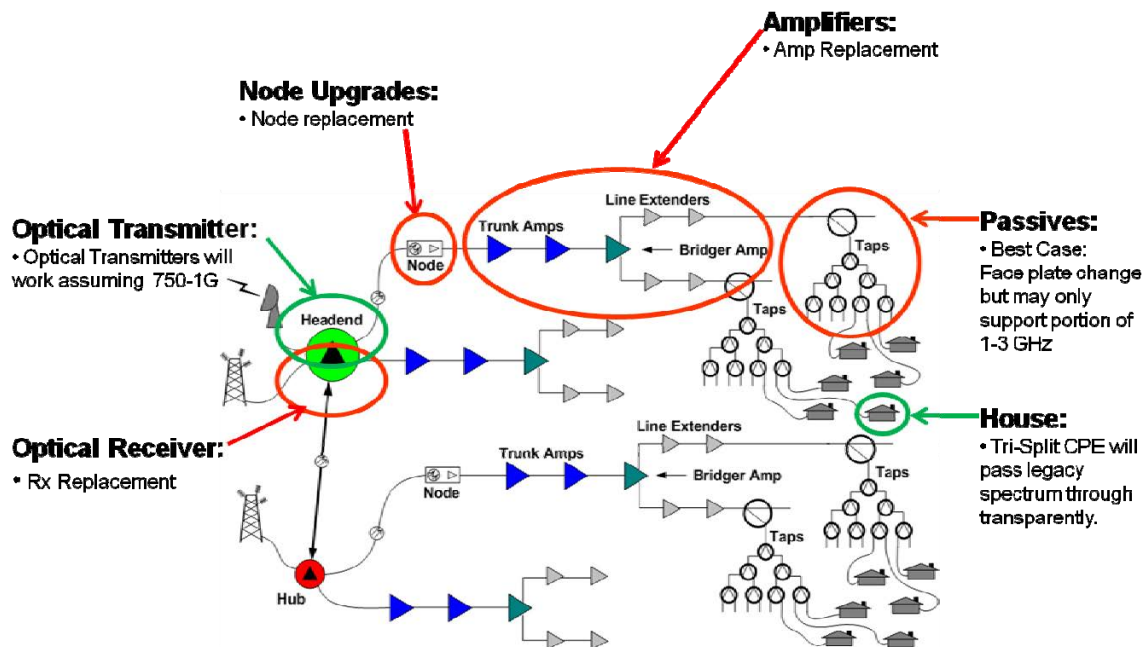 Amplifiers:
• Amp Replacement
Node Upgrades:
• Node replacement
Optical Transmitter:
• Optical Transmitters will
work assuming 750-1G
Line Extenders
Trunk Amps
Bridger Amp
Node
Taps
Taps
Passives:
• Best Case:
Face plate change
but may only
support portion of
1-3 GHz
Headend
Optical Receiver:
• Rx Replacement
House:
• Tri-Split CPE will
pass legacy
spectrum through
transparently.
Line Extenders
Trunk Amps
Bridger Amp
Node
Taps
Taps
Hub